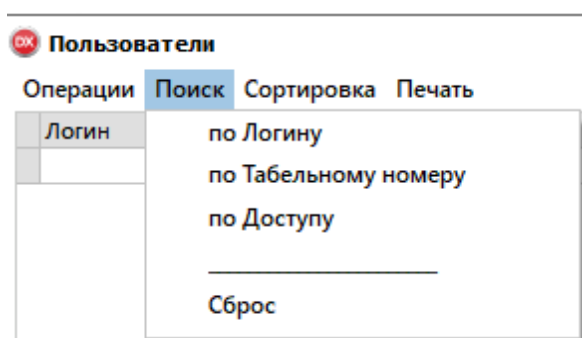 DX Пользователи
Операции Поиск Сортировка Печать
Логин
по Логину
по Табельному номеру
по Доступу
Сброс